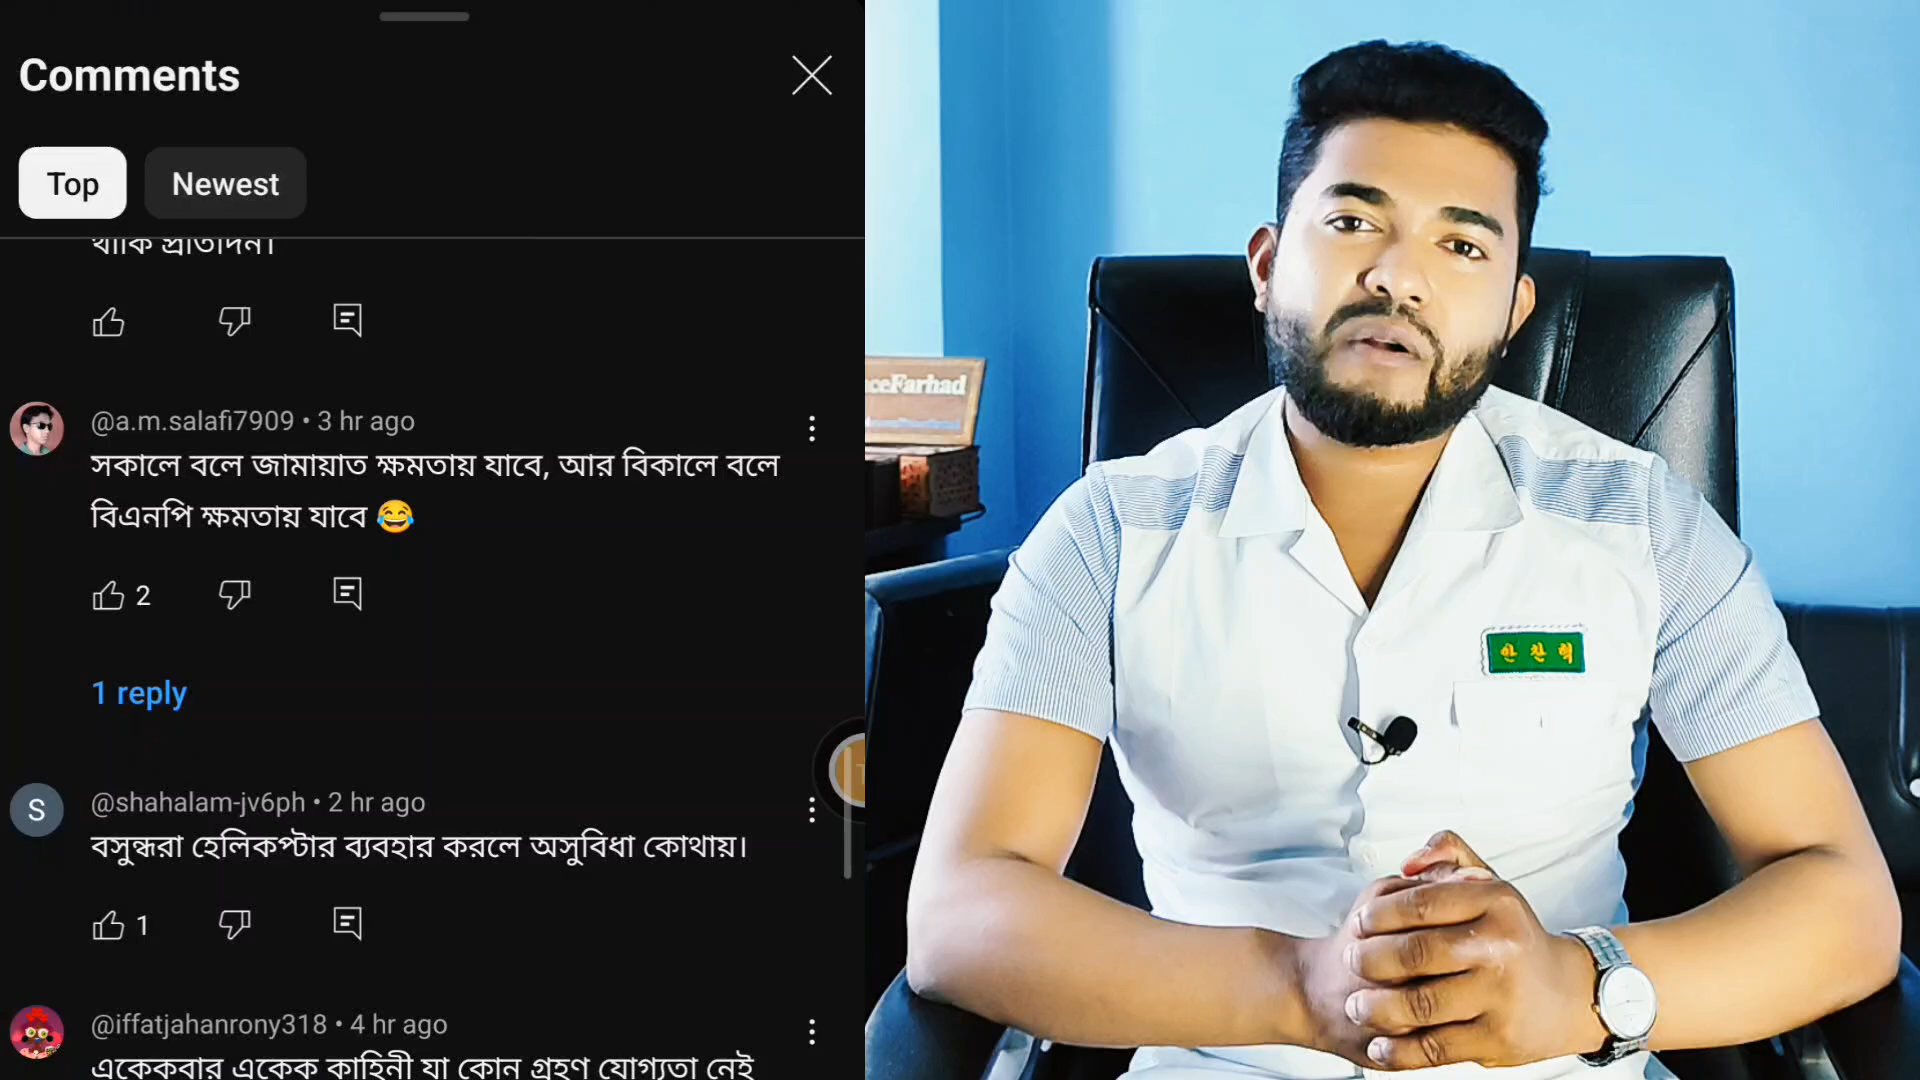 Comments
Top
Newest
থাকি প্রতিদিন।
@a.m.salafi7909 • 3 hr ago
সকালে বলে জামায়াত ক্ষমতায় যাবে, আর বিকালে বলে
বিএনপি ক্ষমতায় যাবে 😂
2
1 reply
S
@shahalam-jv6ph • 2 hr ago
বসুন্ধরা হেলিকপ্টার ব্যবহার করলে অসুবিধা কোথায়।
1
@iffatjahanrony318 • 4 hr ago
একেকবার একেক কাহিনী যা কোন গ্রহণ যোগ্যতা নেই
ceFarhad